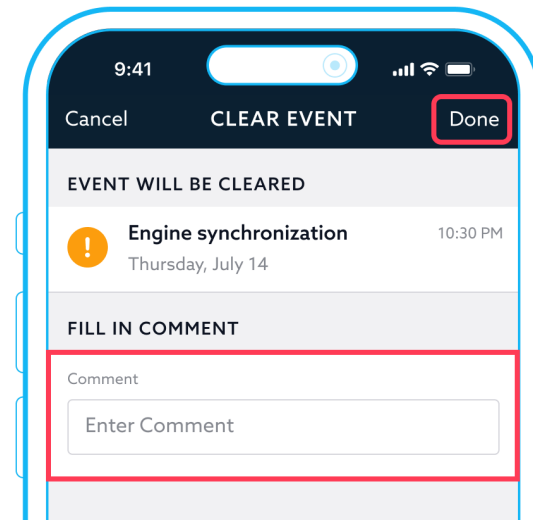 9:41
Cancel CLEAR EVENT Done
EVENT WILL BE CLEARED
Engine synchronization 10:30 PM
Thursday, July 14
FILL IN COMMENT
Comment
Enter Comment